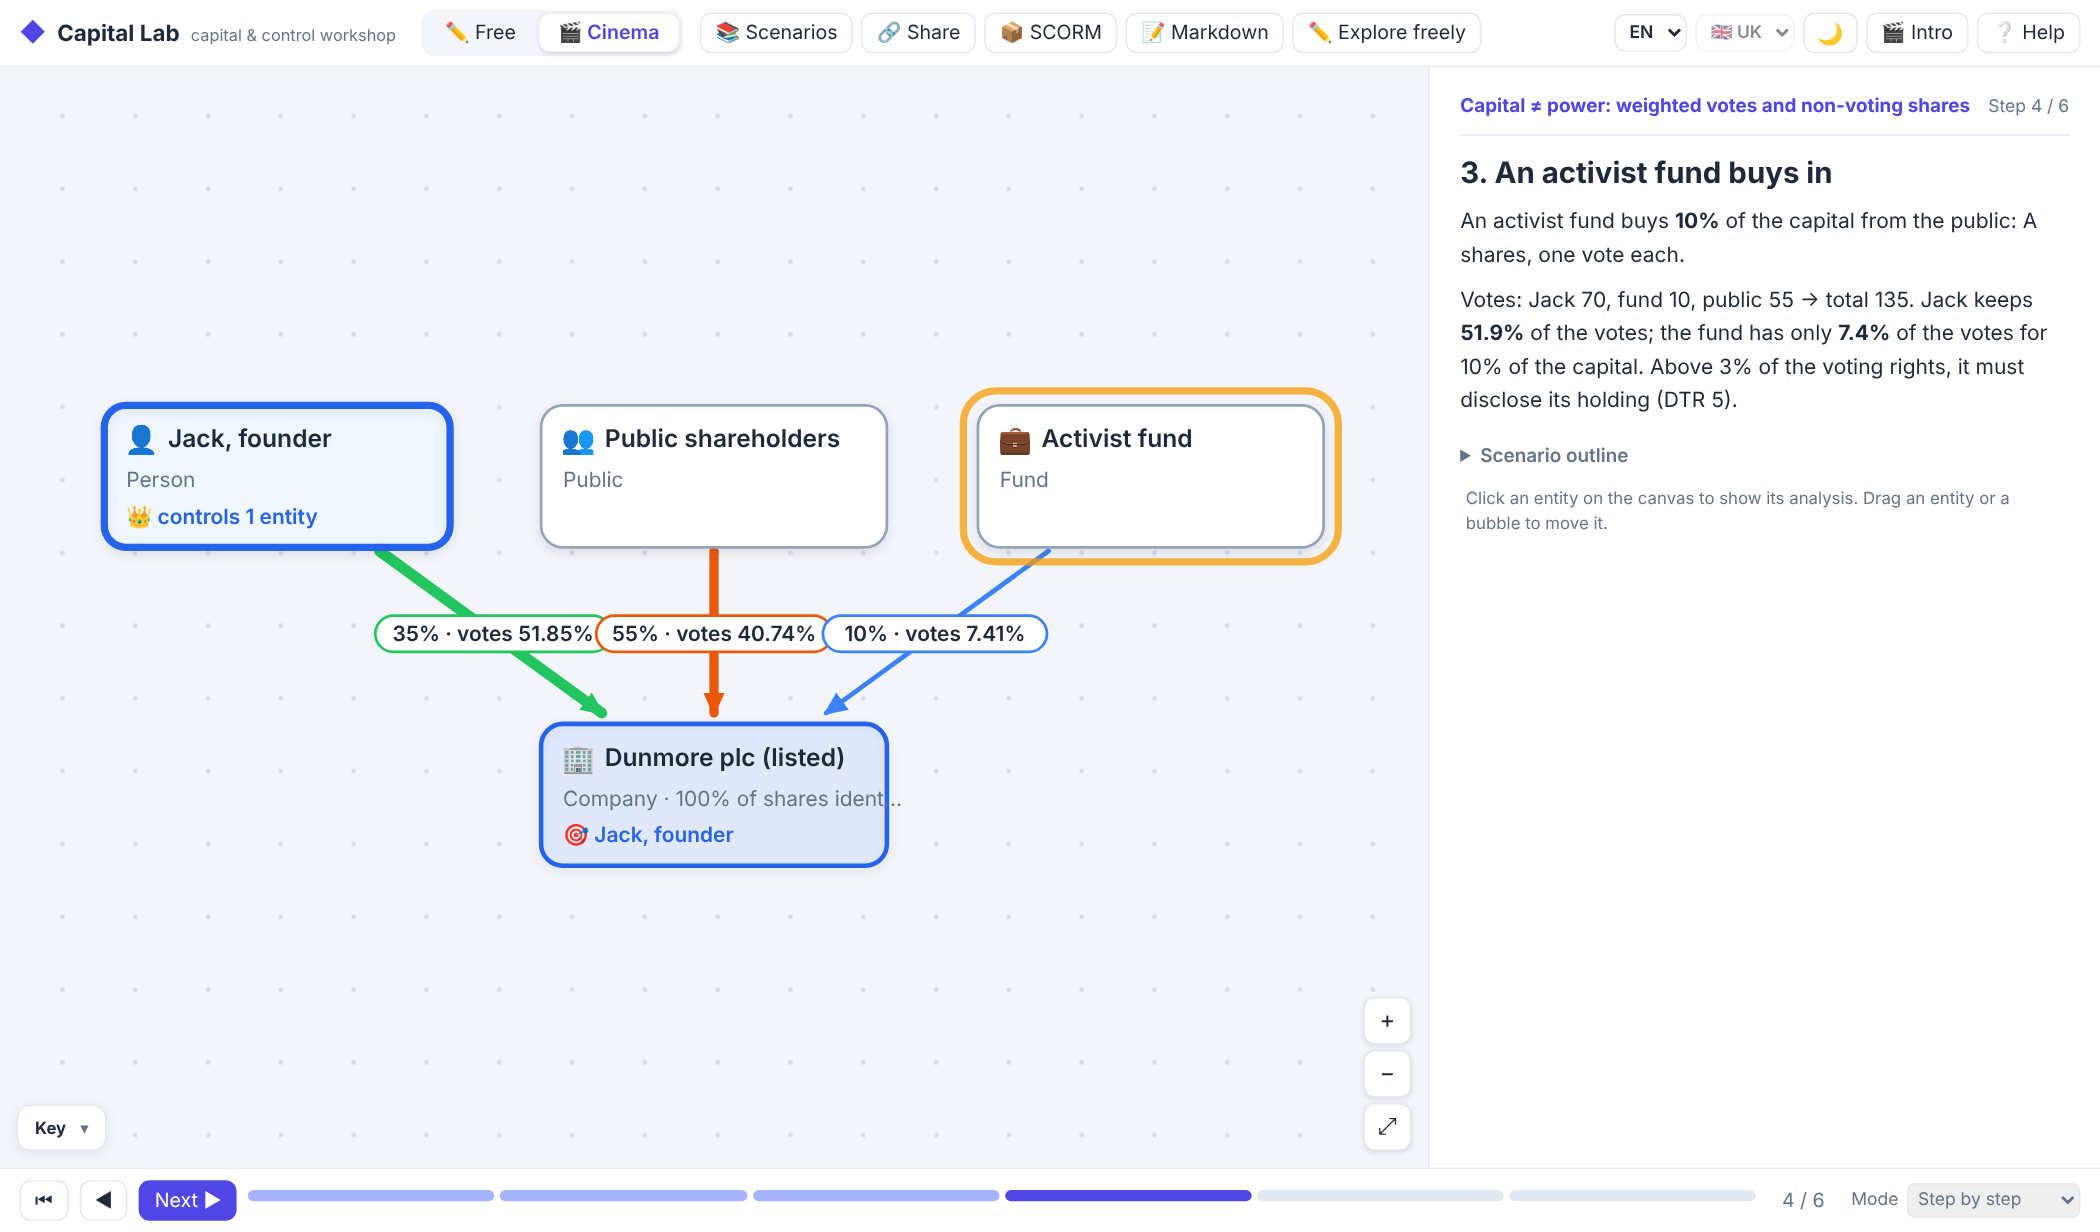 Capital Lab capital & control workshop
✏️ Free
🎬 Cinema
📚 Scenarios
🔗 Share
📦 SCORM
📝 Markdown
✏️ Explore freely
EN
🇬🇧 UK
🎬 Intro
❔ Help
Capital ≠ power: weighted votes and non-voting shares
Step 4 / 6
3. An activist fund buys in
An activist fund buys 10% of the capital from the public: A
shares, one vote each.
Votes: Jack 70, fund 10, public 55 → total 135. Jack keeps
51.9% of the votes; the fund has only 7.4% of the votes for
10% of the capital. Above 3% of the voting rights, it must
disclose its holding (DTR 5).
▶ Scenario outline
Click an entity on the canvas to show its analysis. Drag an entity or a
bubble to move it.
👤 Jack, founder
Person
👑 controls 1 entity
👥 Public shareholders
Public
💼 Activist fund
Fund
35% · votes 51.85%
55% · votes 40.74%
10% · votes 7.41%
🏢 Dunmore plc (listed)
Company · 100% of shares ident…
🎯 Jack, founder
+
−
⤢
Key ▼
⏮
◀
Next ▶
4 / 6
Mode
Step by step